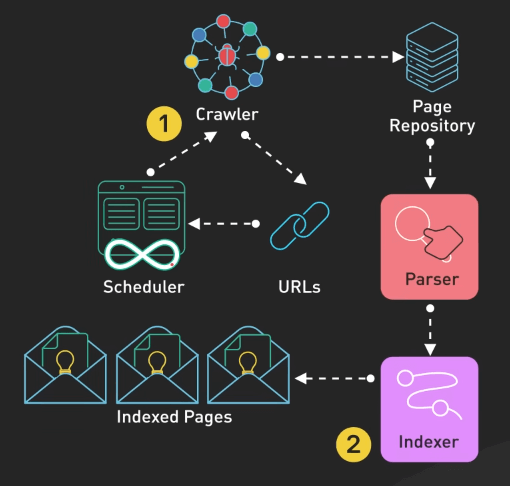 Crawler
1
Page
Repository
Scheduler
URLs
Parser
Indexed Pages
2
Indexer